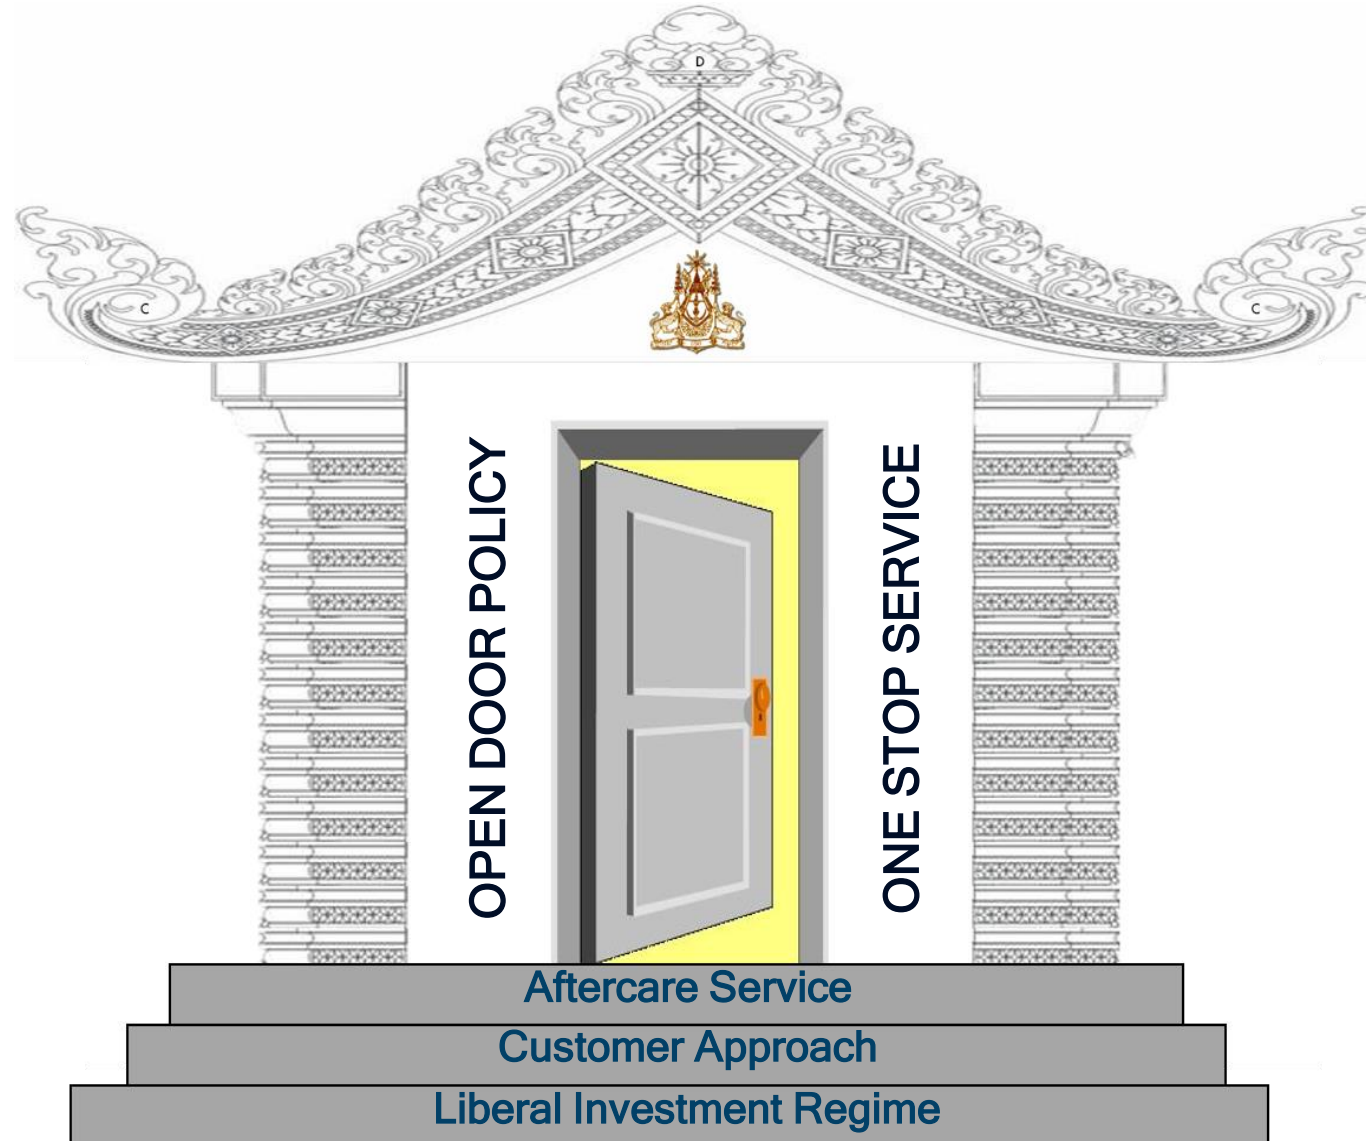 D
C
C
OPEN DOOR POLICY
ONE STOP SERVICE
Aftercare Service
Customer Approach
Liberal Investment Regime